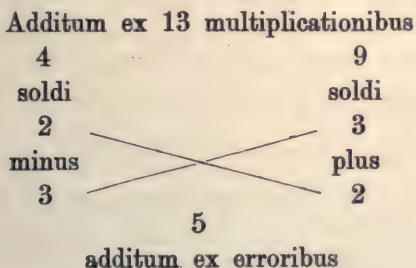 Additum ex 13 multiplicationibus
4 9
soldi soldi
2 3
minus plus
3 2
5
additum ex erroribus